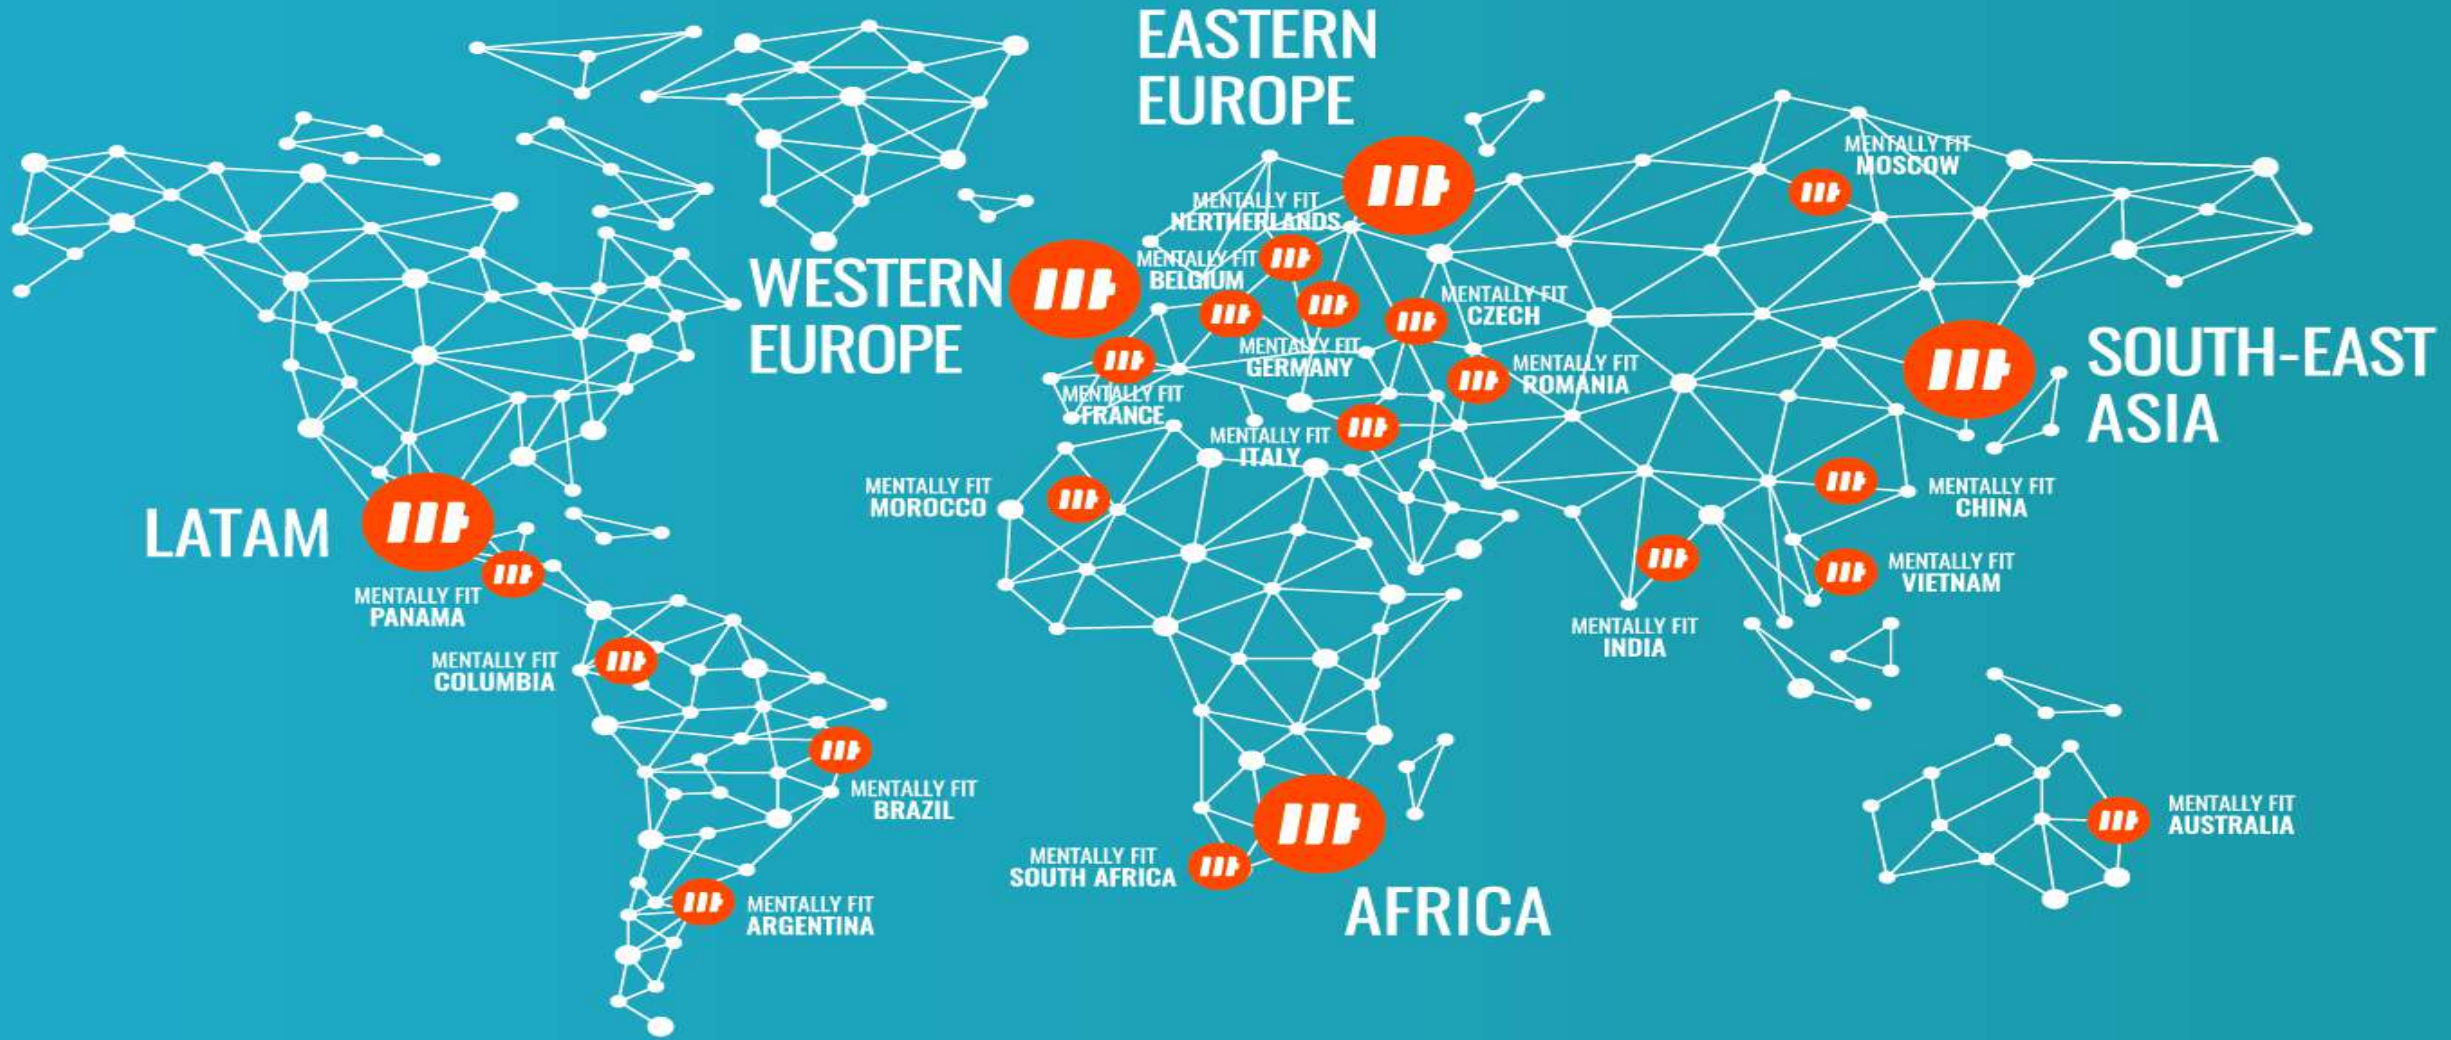 EASTERN
EUROPE
MENTALLY FIT
MOSCOW
MENTALLY FIT
NERTHERLANDS
MENTALLY FIT
BELGIUM
WESTERN
EUROPE
MENTALLY FIT
CZECH
MENTALLY FIT
GERMANY
MENTALLY FIT
ROMANIA
SOUTH-EAST
ASIA
MENTALLY FIT
FRANCE
MENTALLY FIT
ITALY
MENTALLY FIT
MOROCCO
MENTALLY FIT
CHINA
LATAM
MENTALLY FIT
VIETNAM
MENTALLY FIT
PANAMA
MENTALLY FIT
INDIA
MENTALLY FIT
COLUMBIA
MENTALLY FIT
BRAZIL
MENTALLY FIT
AUSTRALIA
MENTALLY FIT
SOUTH AFRICA
AFRICA
MENTALLY FIT
ARGENTINA